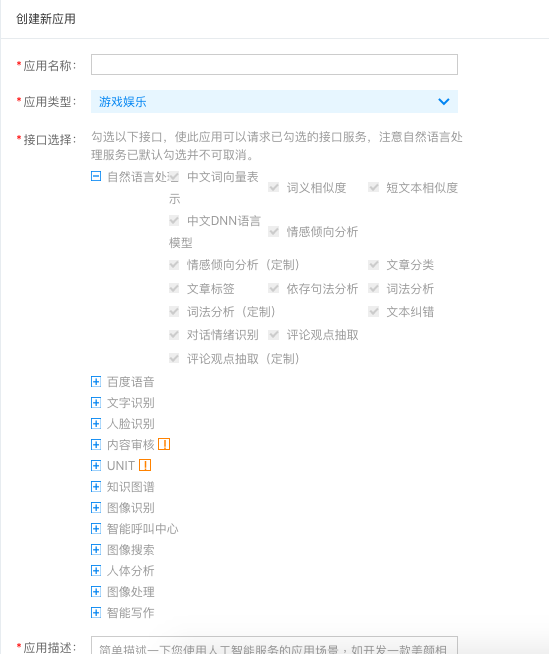 创建新应用
*应用名称:
*应用类型: 游戏娱乐
*接口选择: 勾选以下接口，使此应用可以请求已勾选的接口服务，注意自然语言处
理服务已默认勾选并不可取消。
自然语言处理 中文词向量表
示 词义相似度 短文本相似度
中文DNN语言
模型 情感倾向分析
情感倾向分析（定制） 文章分类
文章标签 依存句法分析 词法分析
词法分析（定制） 文本纠错
对话情绪识别 评论观点抽取
评论观点抽取（定制）
百度语音
文字识别
人脸识别
内容审核
UNIT
知识图谱
图像识别
智能呼叫中心
图像搜索
人体分析
图像处理
智能写作
*应用描述: 简单描述一下您使用人工智能服务的应用场景，如开发一款美颜相